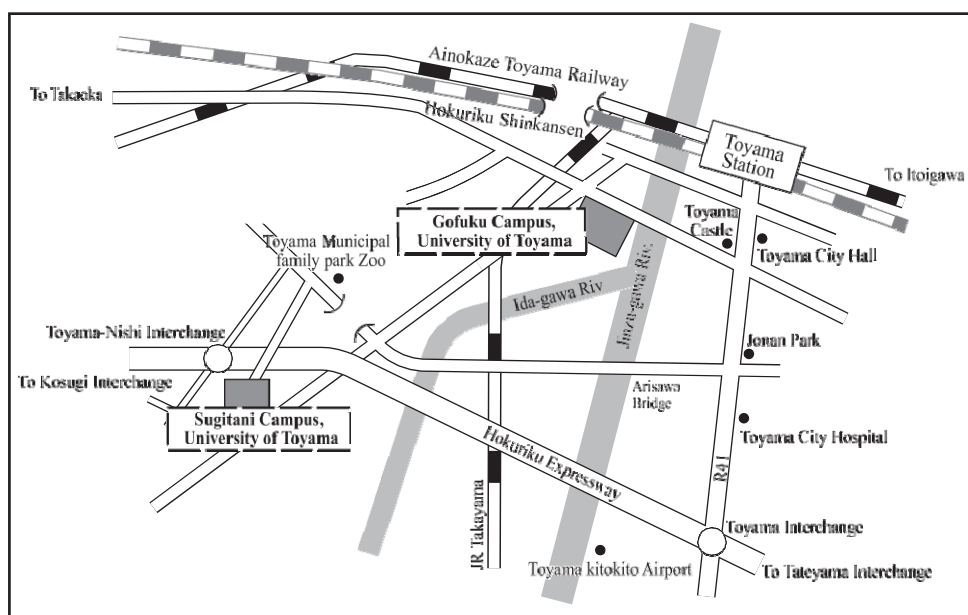 Ainokaze Toyama Railway
To Takaoka
Hokuriku Shinkansen
Toyama
Station
To Itoigawa
Gofuku Campus,
University of Toyama
Toyama
Castle
Toyama City Hall
Toyama Municipal
family park Zoo
Ida-gawa Riv
Jinzu-gawa Riv.
Toyama-Nishi Interchange
Jonan Park
To Kosugi Interchange
Arisawa
Bridge
Sugitani Campus,
University of Toyama
Toyama City Hospital
Hokuriku Expressway
R41
JR Takayama
Toyama Interchange
Toyama kitokito Airport
To Tateyama Interchange